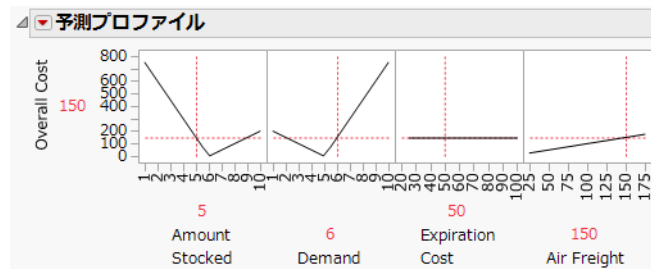 予測プロファイル
Overall Cost
150
800
600
500
400
200
100
0
1 2 3 4 5 6 7 8 9 10
1 2 3 4 5 6 7 8 9 10
20 30 40 50 60 70 80 90 100
25 50 75 100 125 150 175
5
Amount
Stocked
6
Demand
50
Expiration
Cost
150
Air Freight